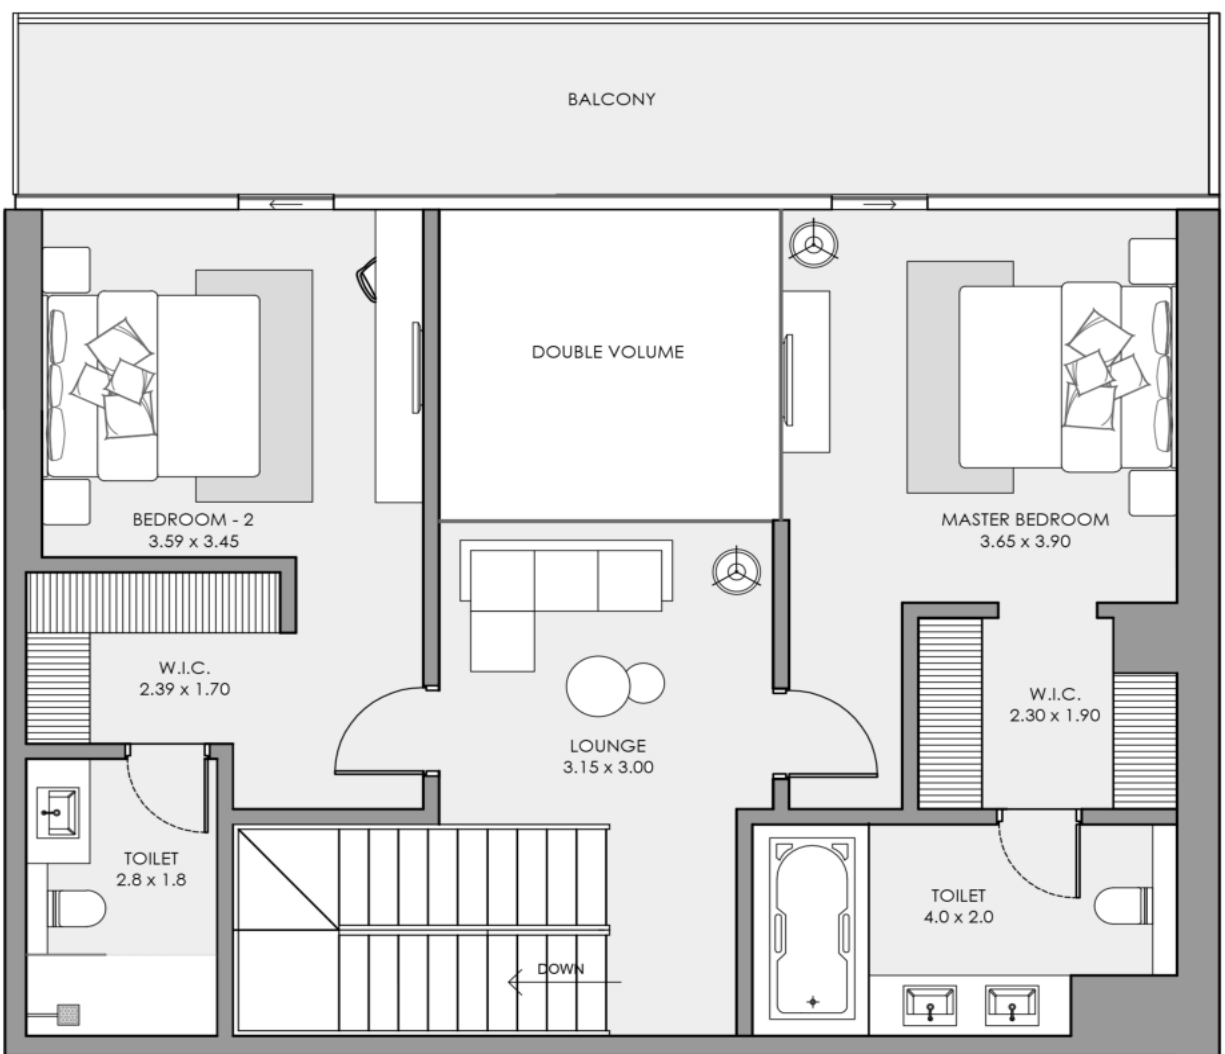 BALCONY
DOUBLE VOLUME
BEDROOM - 2
3.59 x 3.45
MASTER BEDROOM
3.65 x 3.90
W.I.C.
2.39 x 1.70
W.I.C.
2.30 x 1.90
LOUNGE
3.15 x 3.00
TOILET
2.8 x 1.8
TOILET
4.0 x 2.0
DOWN